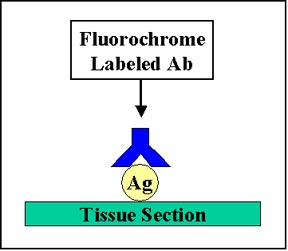 Fluorochrome
Labeled Ab
Ag
Tissue Section